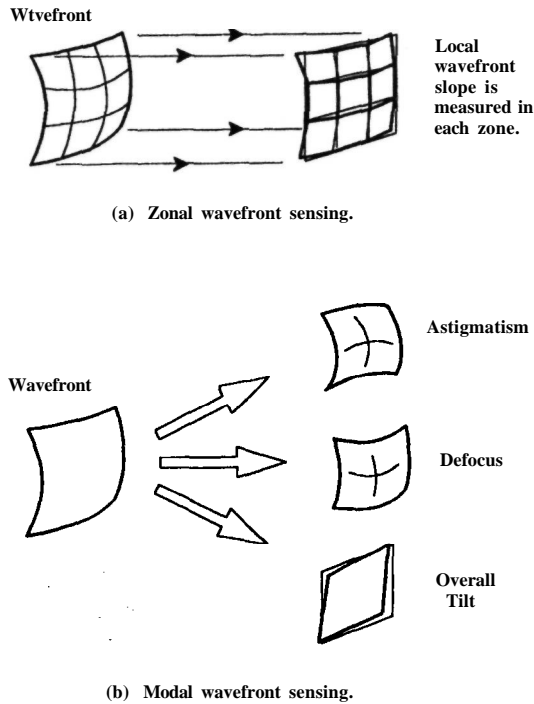 Wtvefront
Local
wavefront
slope is
measured in
each zone.
(a) Zonal wavefront sensing.
Astigmatism
Wavefront
Defocus
Overall
Tilt
(b) Modal wavefront sensing.